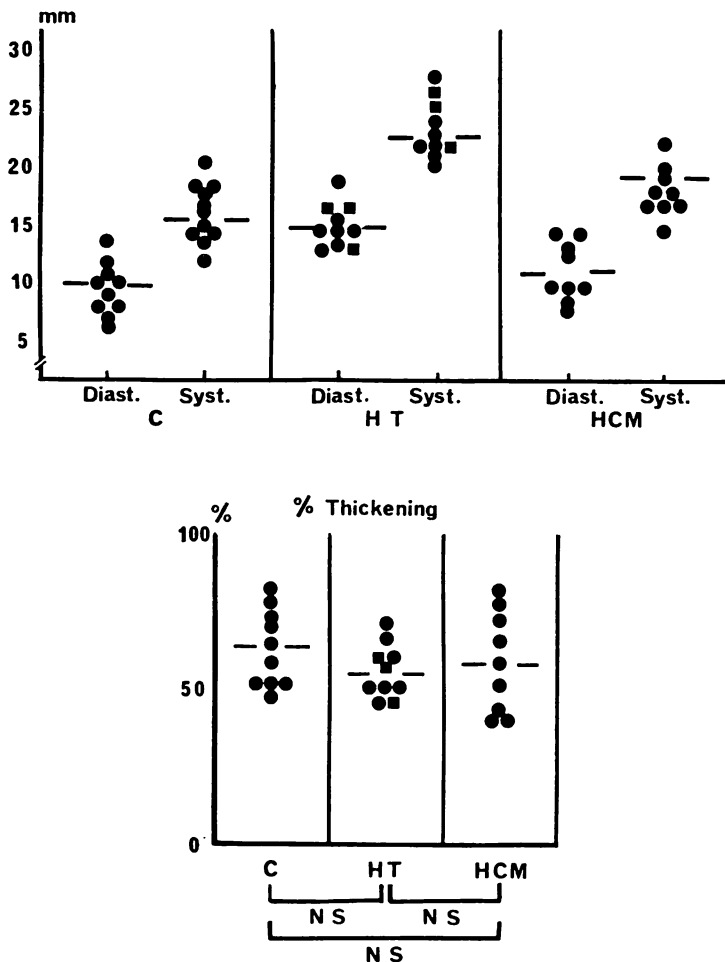 mm
30
25
20
15
10
5
Diast. Syst. Diast. Syst. Diast. Syst.
C H T HCM
% % Thickening
100
50
0
C HT HCM
N S N S
N S